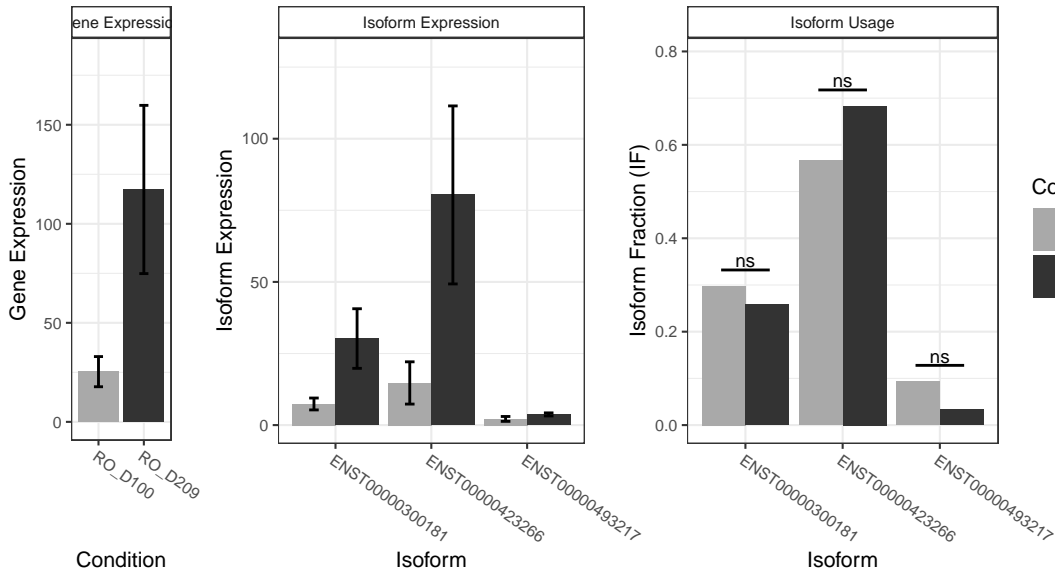 ene Expressio
Gene Expression
150
100
50
0
RO_D100
RO_D209
Condition
Isoform Expression
Isoform Expression
100
50
0
ENST00000300181
ENST00000423266
ENST00000493217
Isoform
Isoform Usage
Isoform Fraction (IF)
0.8
0.6
0.4
0.2
0.0
ns
ns
ns
ENST00000300181
ENST00000423266
ENST00000493217
Isoform
Co